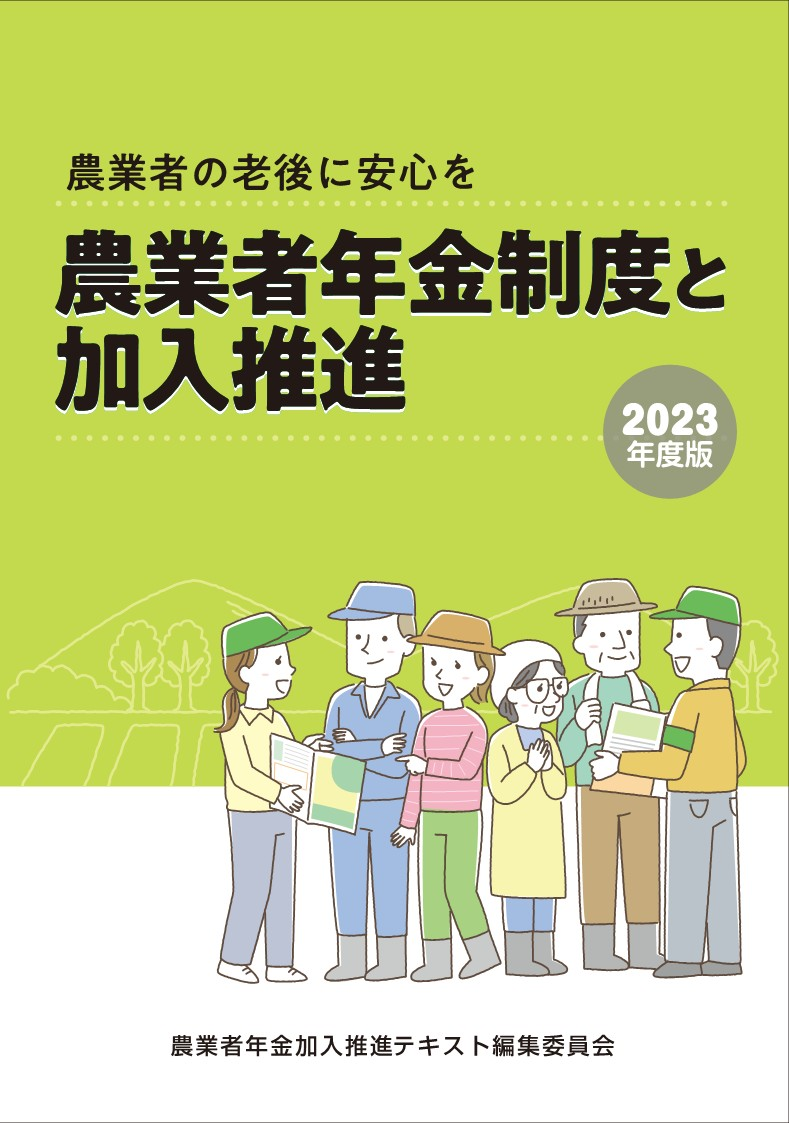 農業者の老後に安心を
農業者年金制度と
加入推進
2023
年度版
農業者年金加入推進テキスト編集委員会